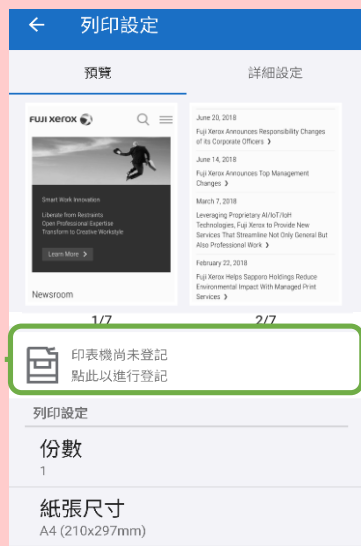 列印設定
預覽
詳細設定
FUJI XEROX
Smart Work Innovation
Liberate from Restraints
Open Professional Expertise
Transform to Creative Workstyle
Learn More
Newsroom
1/7
June 20, 2018
Fuji Xerox Announces Responsibility Changes
of its Corporate Officers
June 14, 2018
Fuji Xerox Announces Top Management
Changes
March 7, 2018
Leveraging Proprietary AI/IoT/IoH
Technologies, Fuji Xerox to Provide New
Services That Streamline Not Only General But
Also Professional Work
February 22, 2018
Fuji Xerox Helps Sapporo Holdings Reduce
Environmental Impact With Managed Print
Services
2/7
印表機尚未登記
點此以進行登記
列印設定
份數
1
紙張尺寸
A4 (210x297mm)